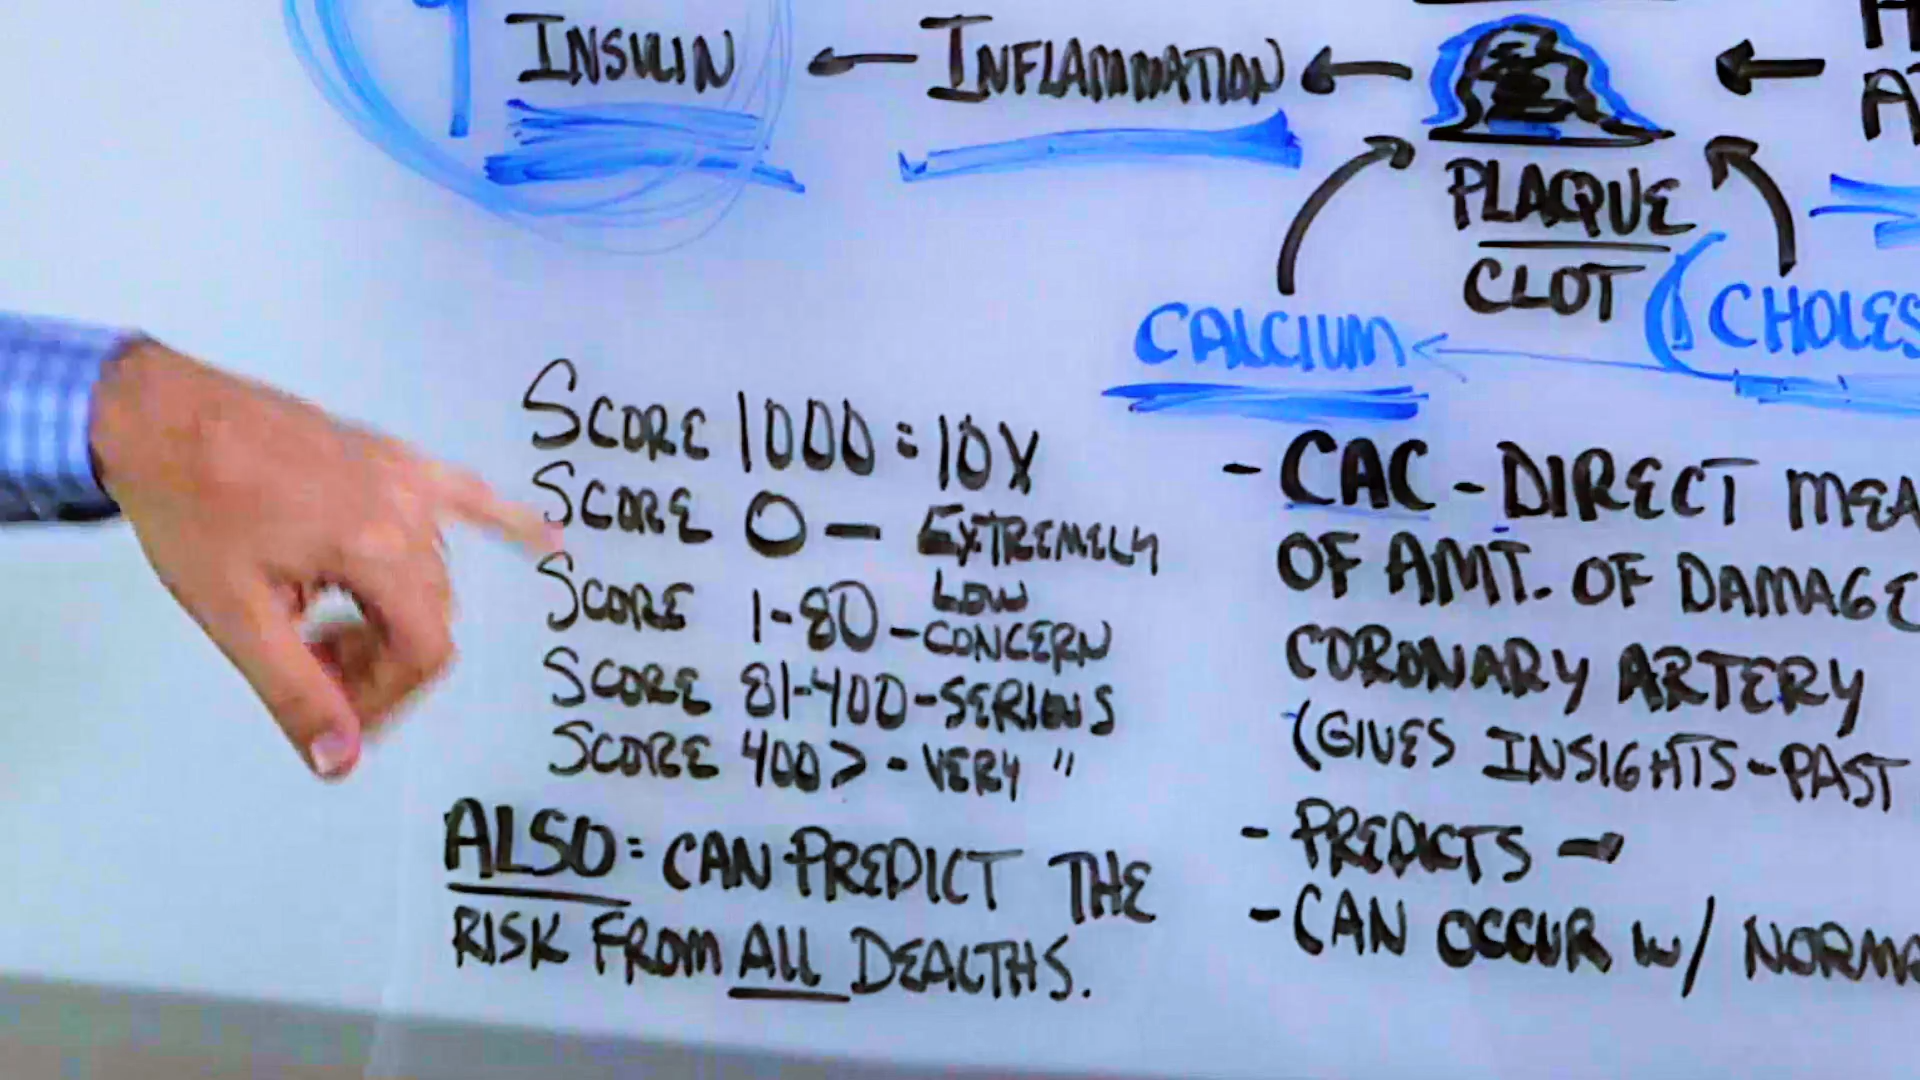 INSULIN ← INFLAMMATION ← ←
PLAQUE
CLOT
CALCIUM ← (CHOLES
SCORE 1000 = 10X
SCORE 0 — EXTREMELY
LOW
SCORE 1-80 - CONCERN
SCORE 81-400 - SERIOUS
SCORE 400> - VERY "
ALSO: CAN PREDICT THE
RISK FROM ALL DEALTHS.
- CAC - DIRECT MEA
OF AMT. OF DAMAGE
CORONARY ARTERY
(GIVES INSIGHTS - PAST
- PREDICTS →
- CAN OCCUR W/ NORMA